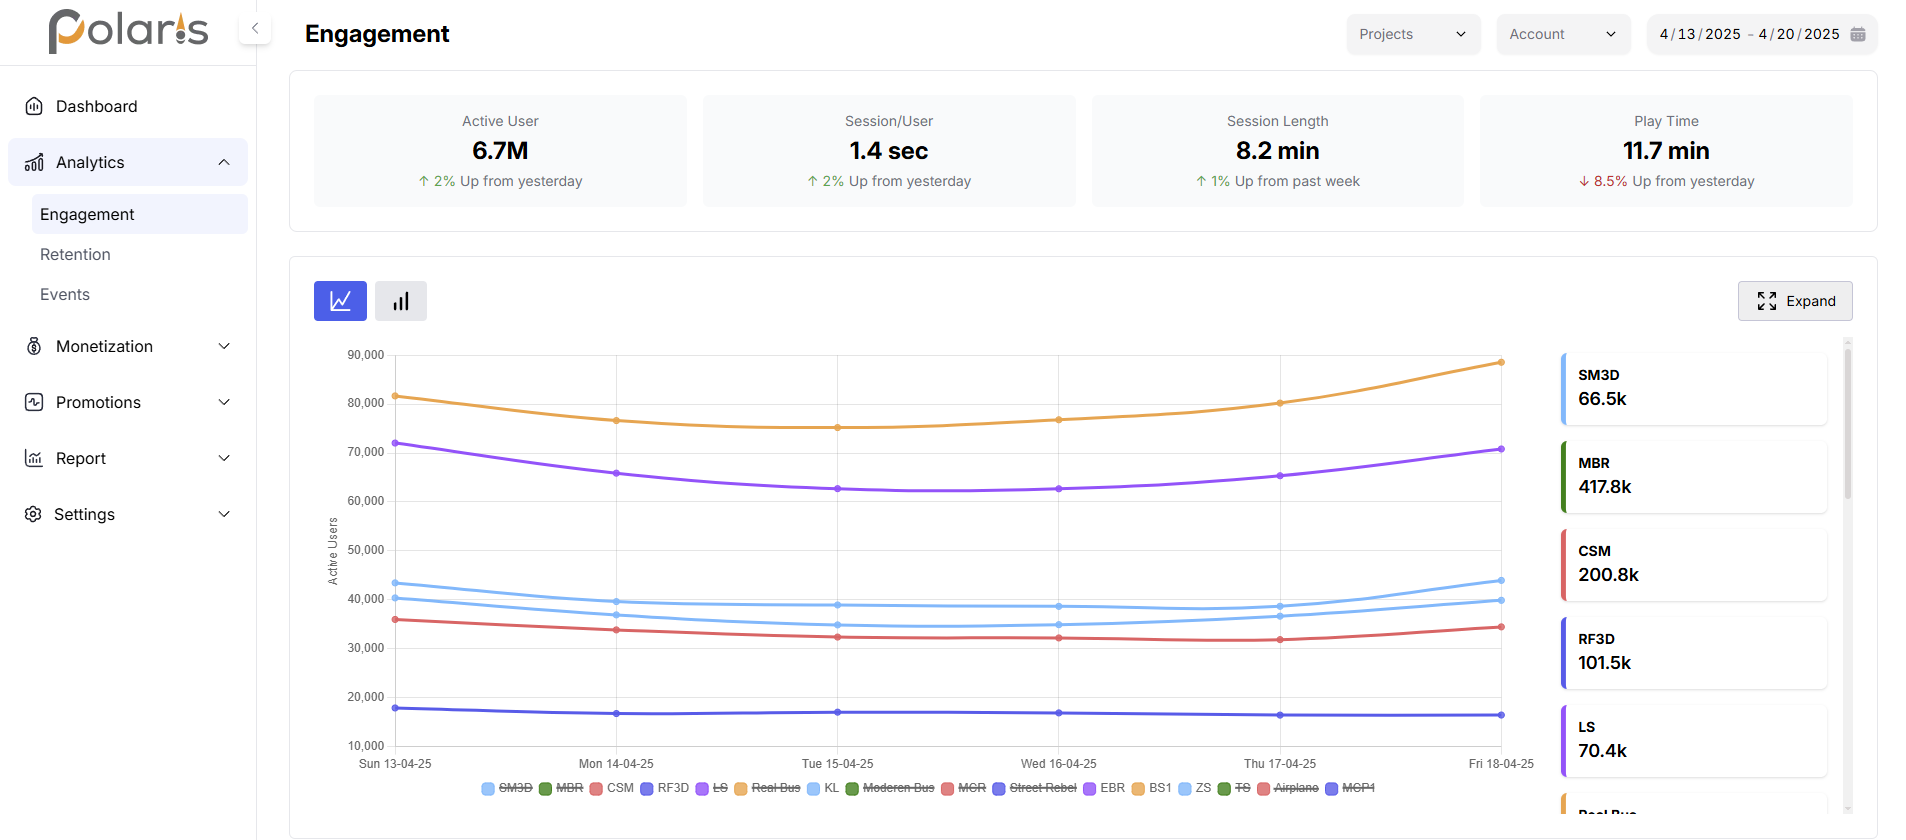 Polaris
Engagement
Projects
Account
4/13/2025 - 4/20/2025
Dashboard
Analytics
Engagement
Retention
Events
Monetization
Promotions
Report
Settings
Active User
6.7M
↑ 2% Up from yesterday
Session/User
1.4 sec
↑ 2% Up from yesterday
Session Length
8.2 min
↑ 1% Up from past week
Play Time
11.7 min
↓ 8.5% Up from yesterday
Expand
Active Users
90,000
80,000
70,000
60,000
50,000
40,000
30,000
20,000
10,000
Sun 13-04-25 Mon 14-04-25 Tue 15-04-25 Wed 16-04-25 Thu 17-04-25 Fri 18-04-25
SM3D MBR CSM RF3D LS Real Bus KL Moderen Bus MCR Street Rebel EBR BS1 ZS TS Airplano MCP1
SM3D
66.5k
MBR
417.8k
CSM
200.8k
RF3D
101.5k
LS
70.4k
Real Bus